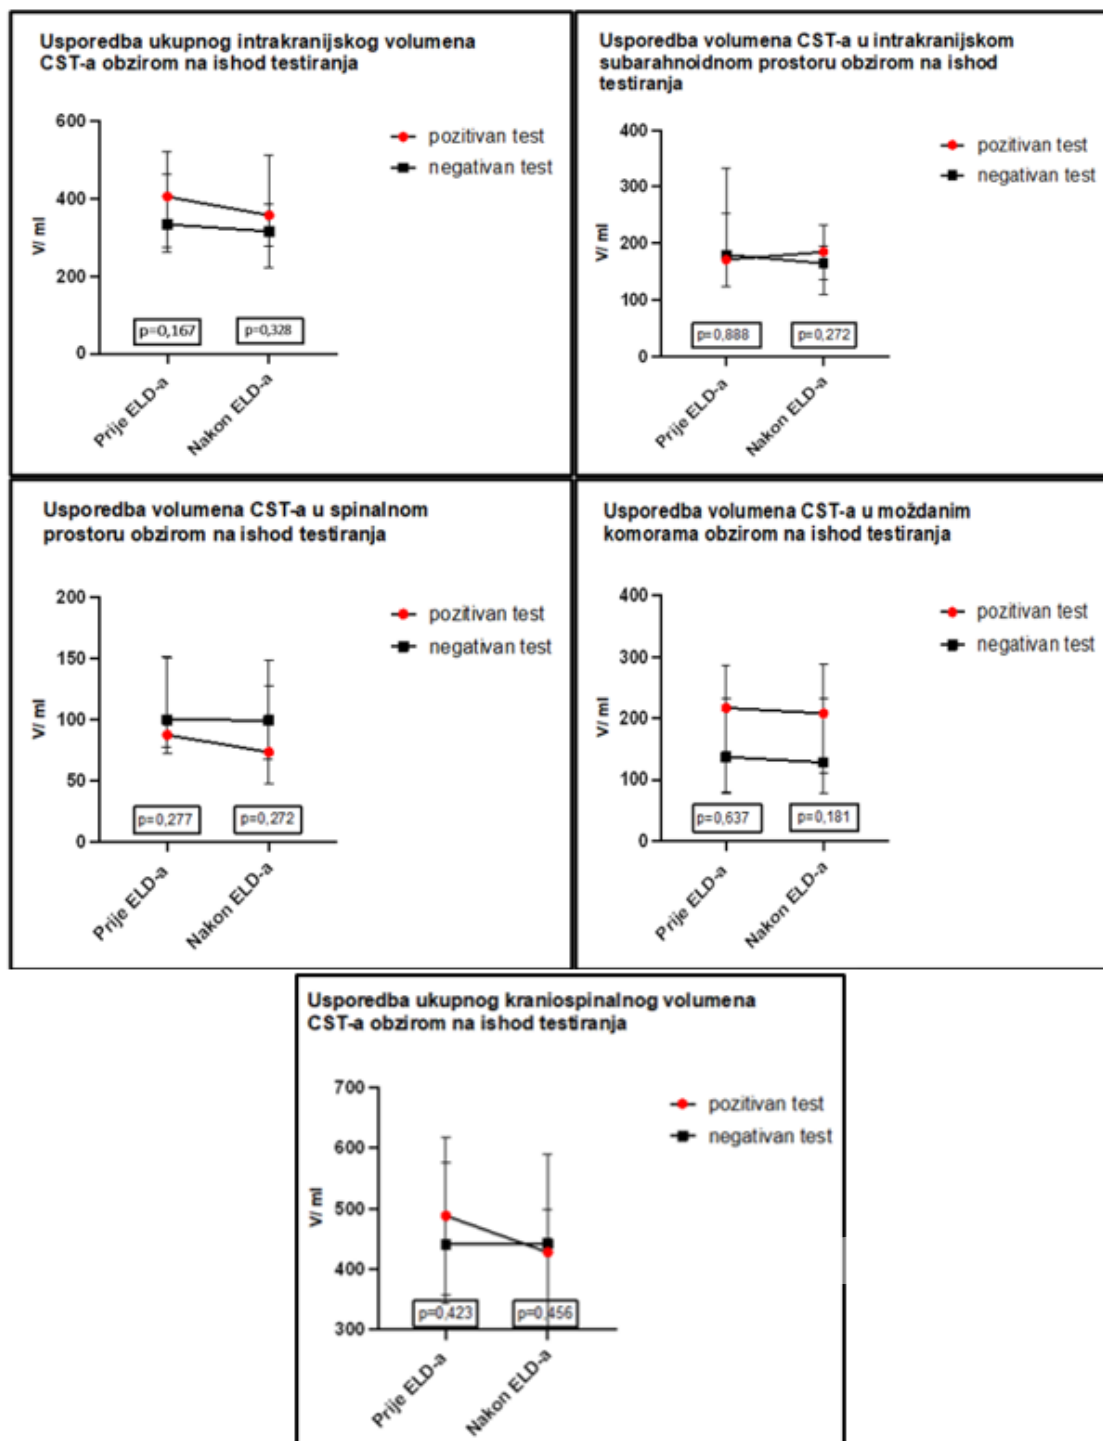 Usporedba ukupnog intrakranijskog volumena
CST-a obzirom na ishod testiranja
600
400
200
0
V/ ml
pozitivan test
negativan test
p=0,167
p=0,328
Prije ELD-a
Nakon ELD-a
Usporedba volumena CST-a u intrakranijskom
subarahnoidnom prostoru obzirom na ishod
testiranja
400
300
200
100
0
V/ ml
pozitivan test
negativan test
p=0,888
p=0,272
Prije ELD-a
Nakon ELD-a
Usporedba volumena CST-a u spinalnom
prostoru obzirom na ishod testiranja
200
150
100
50
0
V/ ml
pozitivan test
negativan test
p=0,277
p=0,272
Prije ELD-a
Nakon ELD-a
Usporedba volumena CST-a u moždanim
komorama obzirom na ishod testiranja
400
300
200
100
0
V/ ml
pozitivan test
negativan test
p=0,637
p=0,181
Prije ELD-a
Nakon ELD-a
Usporedba ukupnog kraniospinalnog volumena
CST-a obzirom na ishod testiranja
700
600
500
400
300
V/ ml
pozitivan test
negativan test
p=0,423
p=0,456
Prije ELD-a
Nakon ELD-a